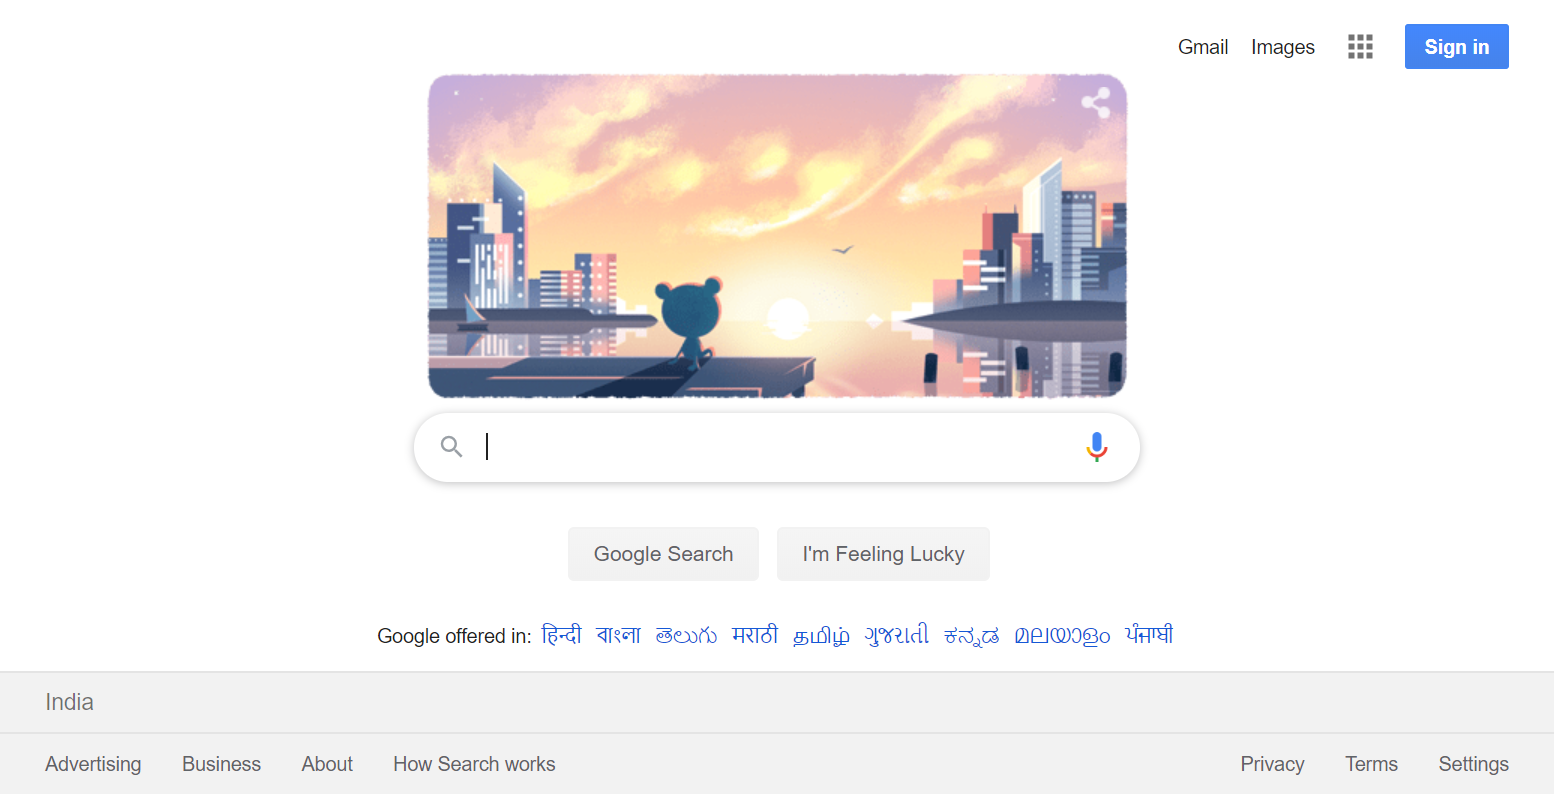 Gmail Images Sign in
Google Search I'm Feeling Lucky
Google offered in: हिन्दी বাংলা తెలుగు मराठी தமிழ் ગુજરાતી ಕನ್ನಡ മലയാളം ਪੰਜਾਬੀ
India
Advertising Business About How Search works Privacy Terms Settings